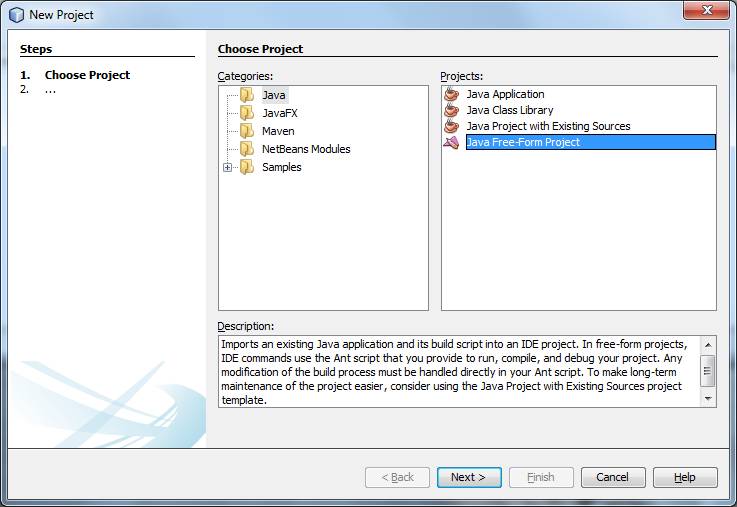 New Project
Steps
1. Choose Project
2. ...
Choose Project
Categories:
Java
JavaFX
Maven
NetBeans Modules
Samples
Projects:
Java Application
Java Class Library
Java Project with Existing Sources
Java Free-Form Project
Description:
Imports an existing Java application and its build script into an IDE project. In free-form projects,
IDE commands use the Ant script that you provide to run, compile, and debug your project. Any
modification of the build process must be handled directly in your Ant script. To make long-term
maintenance of the project easier, consider using the Java Project with Existing Sources project
template.
< Back
Next >
Finish
Cancel
Help